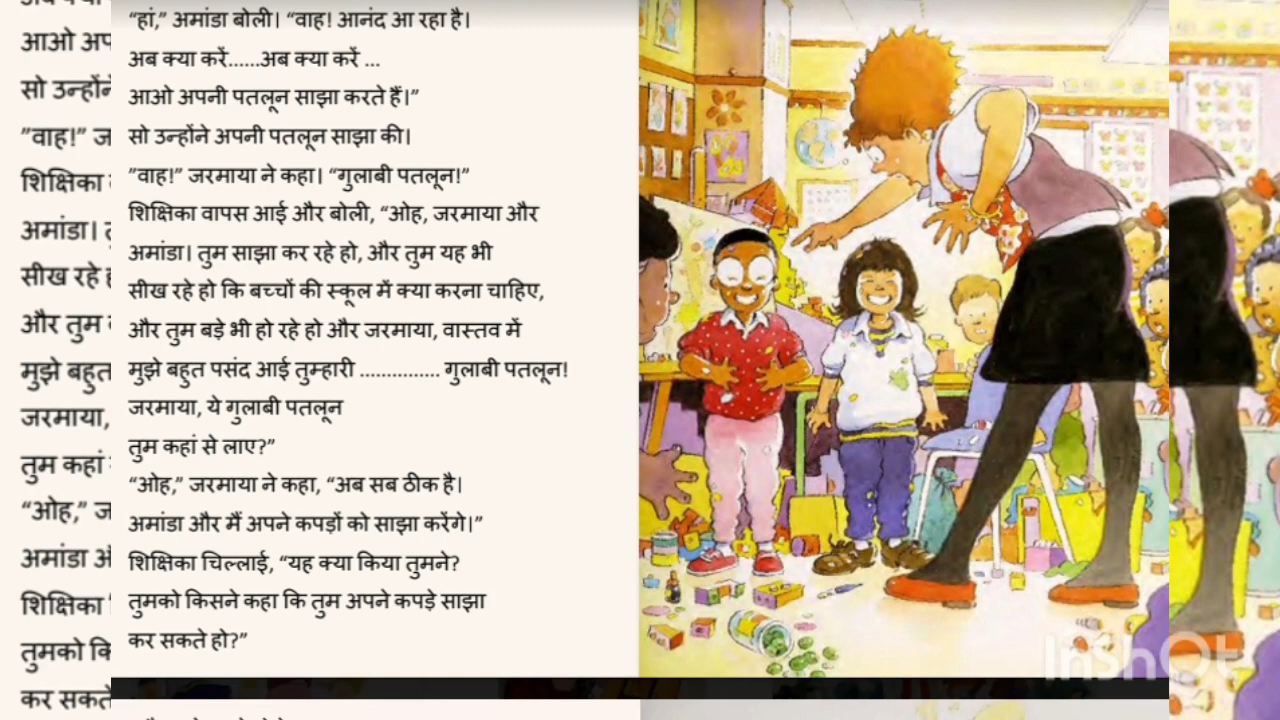 “हां,” अमांडा बोली। “वाह! आनंद आ रहा है।
अब क्या करें......अब क्या करें ...
आओ अपनी पतलून साझा करते हैं।”
सो उन्होंने अपनी पतलून साझा की।
”वाह!” जरमाया ने कहा। “गुलाबी पतलून!”
शिक्षिका वापस आई और बोली, “ओह, जरमाया और
अमांडा। तुम साझा कर रहे हो, और तुम यह भी
सीख रहे हो कि बच्चों की स्कूल में क्या करना चाहिए,
और तुम बड़े भी हो रहे हो और जरमाया, वास्तव में
मुझे बहुत पसंद आई तुम्हारी ............... गुलाबी पतलून!
जरमाया, ये गुलाबी पतलून
तुम कहां से लाए?”
“ओह,” जरमाया ने कहा, “अब सब ठीक है।
अमांडा और मैं अपने कपड़ों को साझा करेंगे।”
शिक्षिका चिल्लाई, “यह क्या किया तुमने?
तुमको किसने कहा कि तुम अपने कपड़े साझा
कर सकते हो?”
InShOt